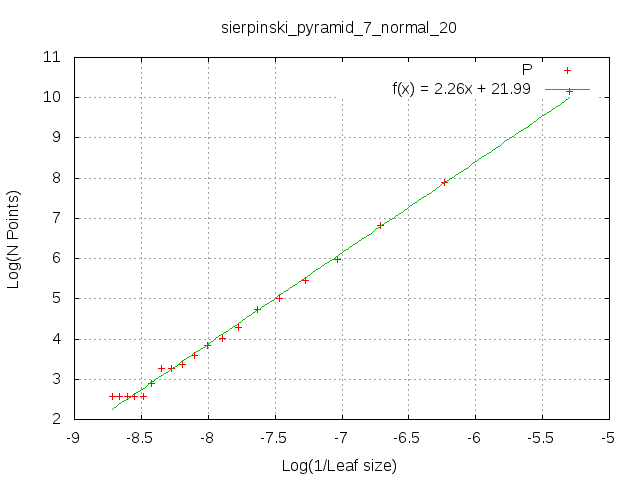 sierpinski_pyramid_7_normal_20
11
10
9
8
7
6
5
4
3
2
Log(N Points)
P
f(x) = 2.26x + 21.99
-9 -8.5 -8 -7.5 -7 -6.5 -6 -5.5 -5
Log(1/Leaf size)